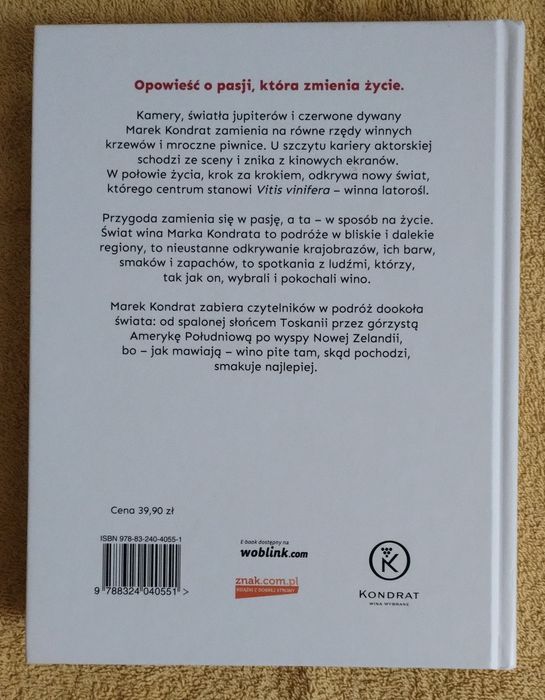 Opowieść o pasji, która zmienia życie.
Kamery, światła jupiterów i czerwone dywany
Marek Kondrat zamienia na równe rzędy winnych
krzewów i mroczne piwnice. U szczytu kariery aktorskiej
schodzi ze sceny i znika z kinowych ekranów.
W połowie życia, krok za krokiem, odkrywa nowy świat,
którego centrum stanowi Vitis vinifera – winna latorośl.
Przygoda zamienia się w pasję, a ta – w sposób na życie.
Świat wina Marka Kondrata to podróże w bliskie i dalekie
regiony, to nieustanne odkrywanie krajobrazów, ich barw,
smaków i zapachów, to spotkania z ludźmi, którzy,
tak jak on, wybrali i pokochali wino.
Marek Kondrat zabiera czytelników w podróż dookoła
świata: od spalonej słońcem Toskanii przez górzystą
Amerykę Południową po wyspy Nowej Zelandii,
bo – jak mawiają – wino pite tam, skąd pochodzi,
smakuje najlepiej.
Cena 39,90 zł
ISBN 978-83-240-4055-1
9 788324 040551 >
E-book dostępny na
woblink.com
znak.com.pl
KSIĄŻKI Z DOBREJ STRONY
K
KONDRAT
WINA WYBRANE